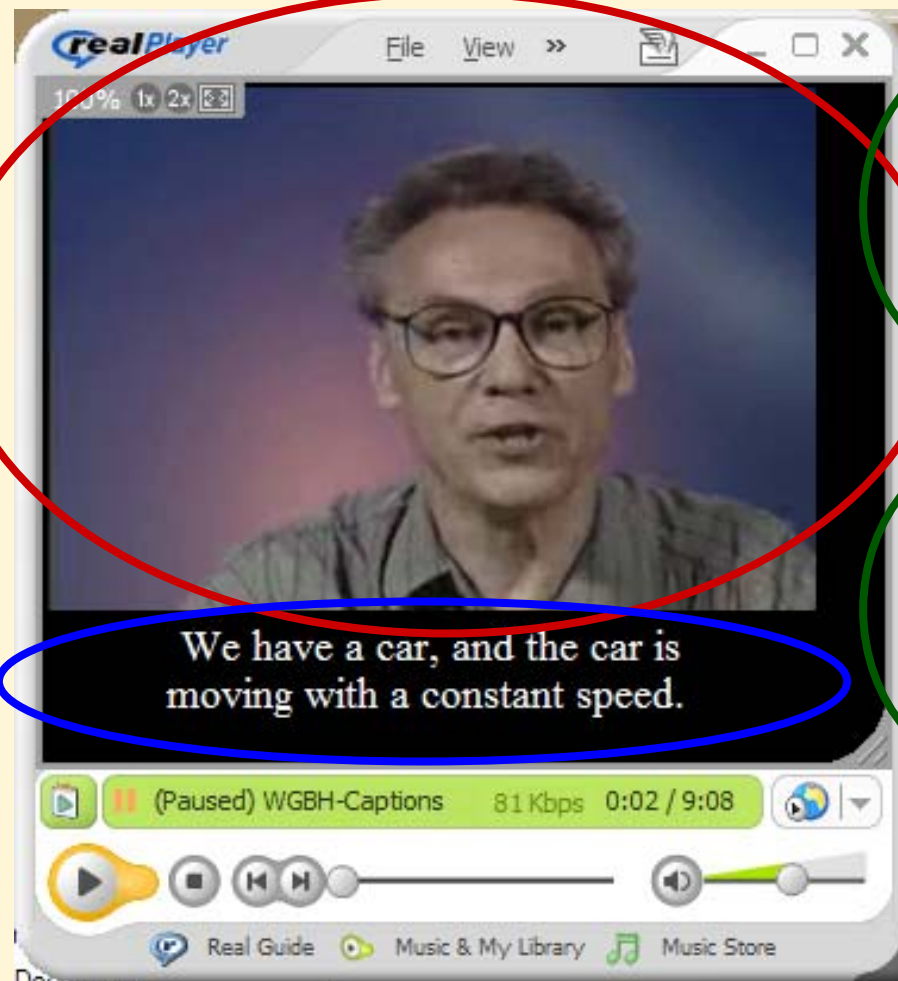 realPlayer File View »
100% 1x 2x
We have a car, and the car is
moving with a constant speed.
(Paused) WGBH-Captions 81 Kbps 0:02 / 9:08
Real Guide Music & My Library Music Store